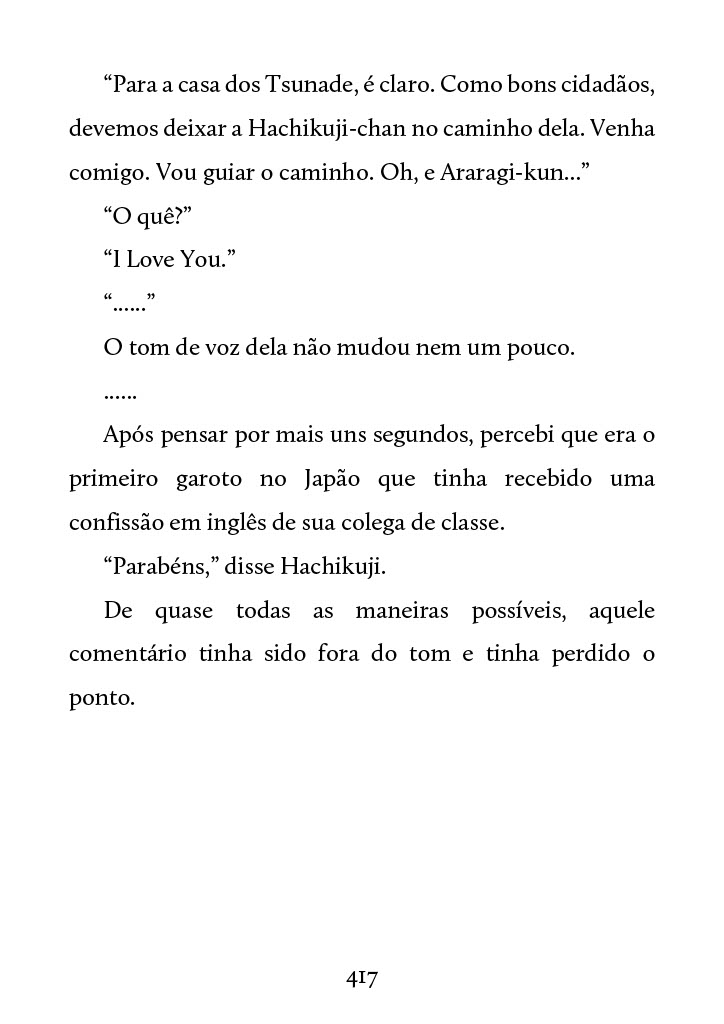 “Para a casa dos Tsunade, é claro. Como bons cidadãos,
devemos deixar a Hachikuji-chan no caminho dela. Venha
comigo. Vou guiar o caminho. Oh, e Araragi-kun...”
“O quê?”
“I Love You.”
“......”
O tom de voz dela não mudou nem um pouco.
......
Após pensar por mais uns segundos, percebi que era o
primeiro garoto no Japão que tinha recebido uma
confissão em inglês de sua colega de classe.
“Parabéns,” disse Hachikuji.
De quase todas as maneiras possíveis, aquele
comentário tinha sido fora do tom e tinha perdido o
ponto.
417